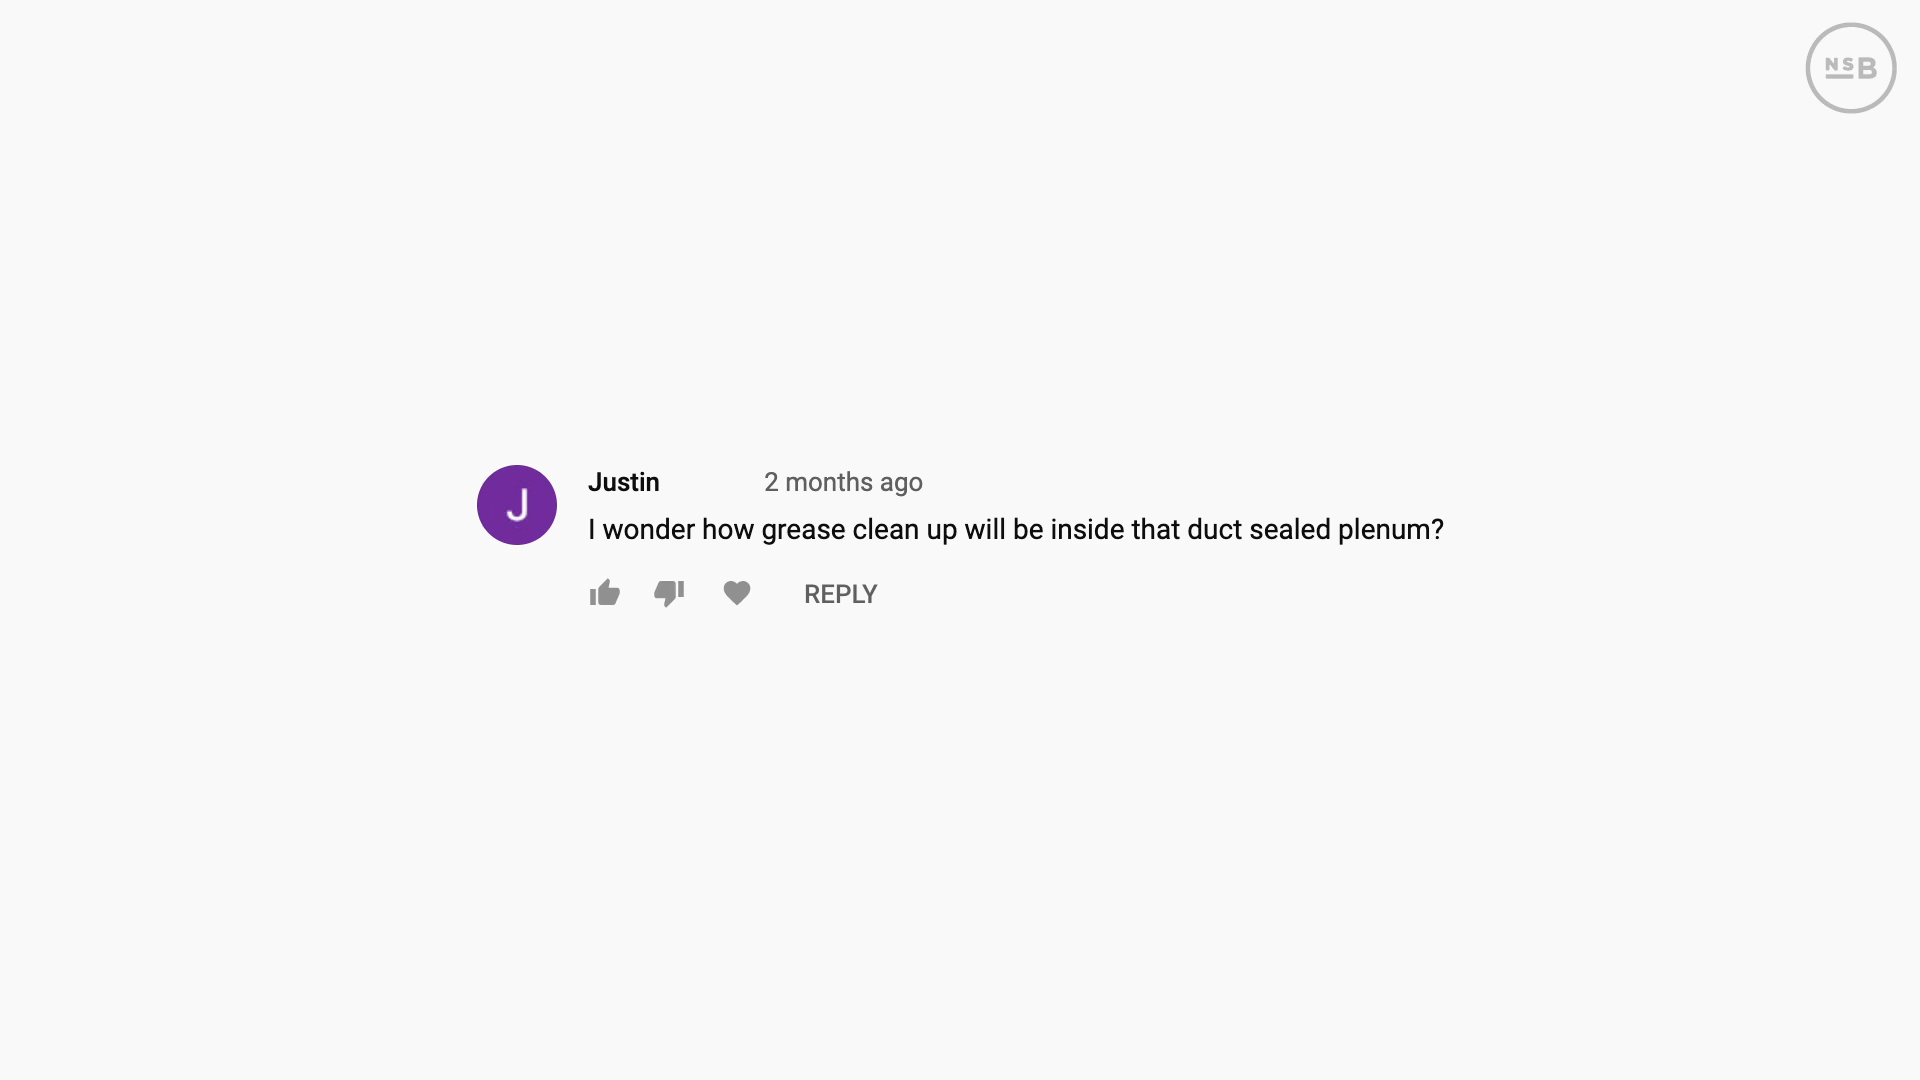 NSB
J
Justin 2 months ago
I wonder how grease clean up will be inside that duct sealed plenum?
REPLY